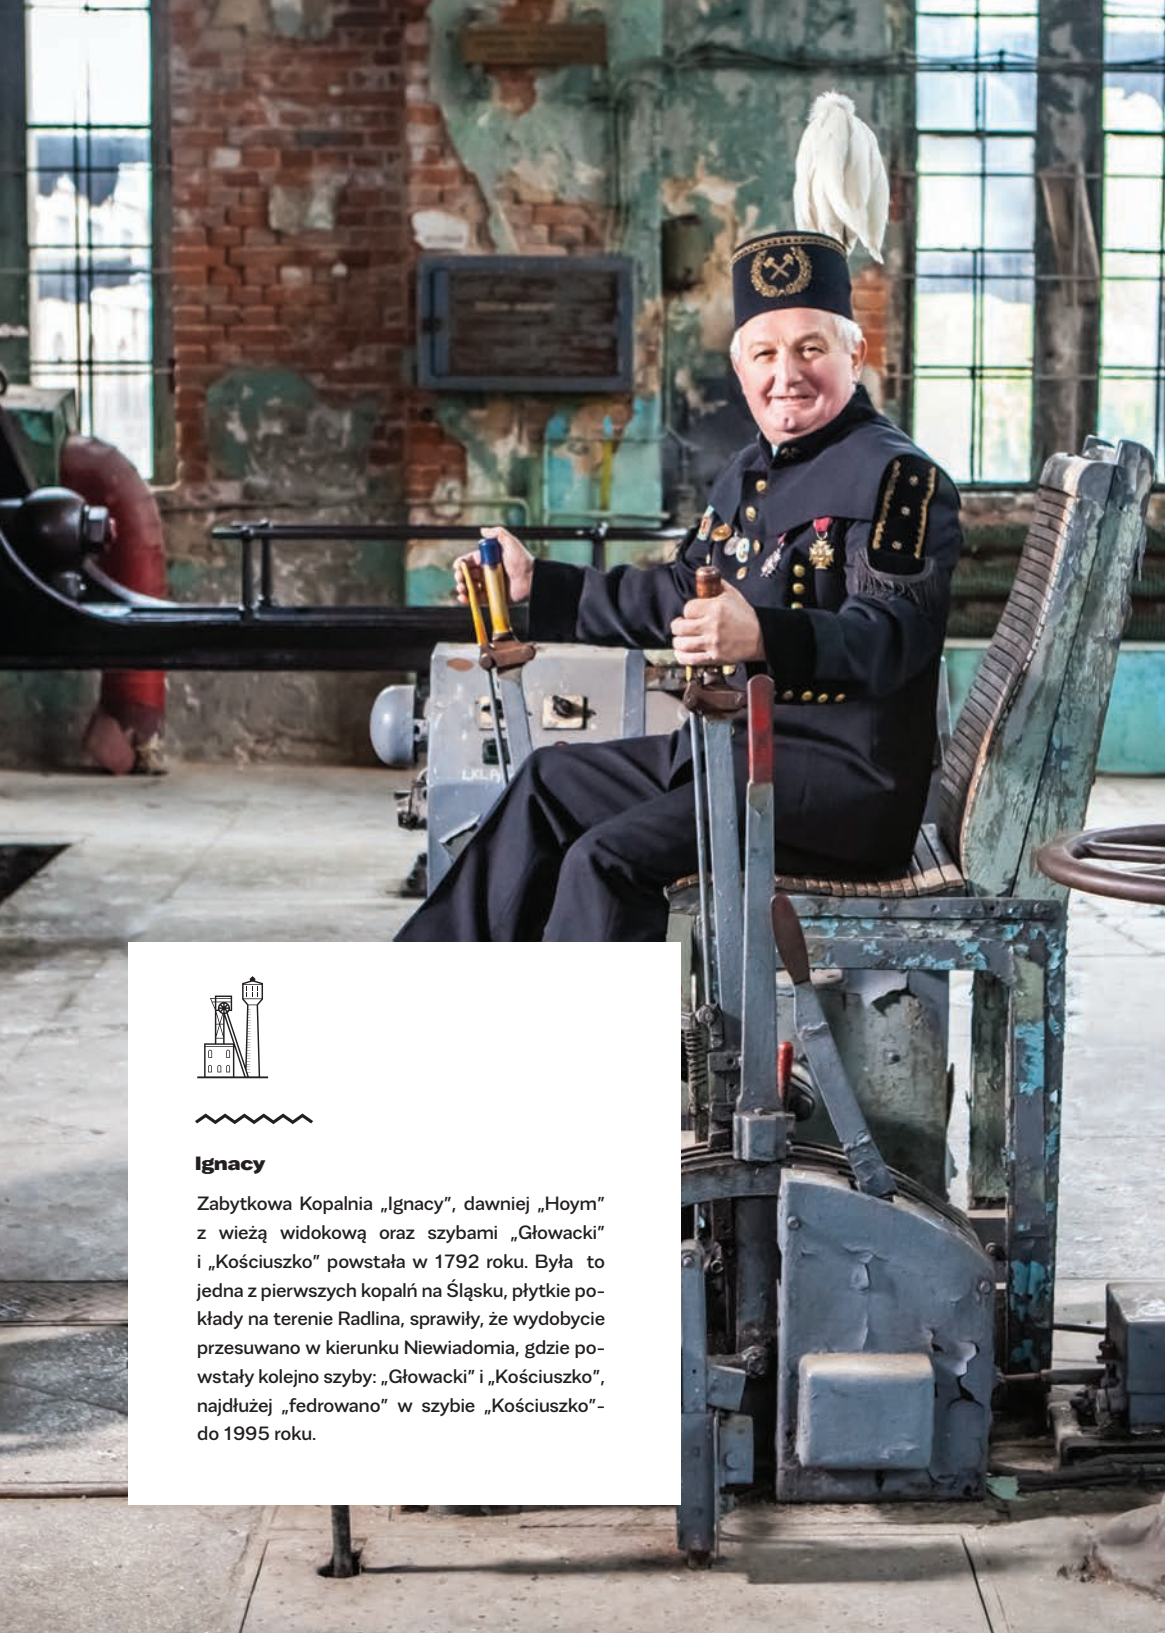 Ignacy
Zabytkowa Kopalnia „Ignacy”, dawniej „Hoym”
z wieżą widokową oraz szybami „Głowacki”
i „Kościuszko” powstała w 1792 roku. Była to
jedna z pierwszych kopalń na Śląsku, płytkie po-
kłady na terenie Radlina, sprawiły, że wydobycie
przesuwano w kierunku Niewiadomia, gdzie po-
wstały kolejno szyby: „Głowacki” i „Kościuszko”,
najdłużej „fedrowano” w szybie „Kościuszko”-
do 1995 roku.